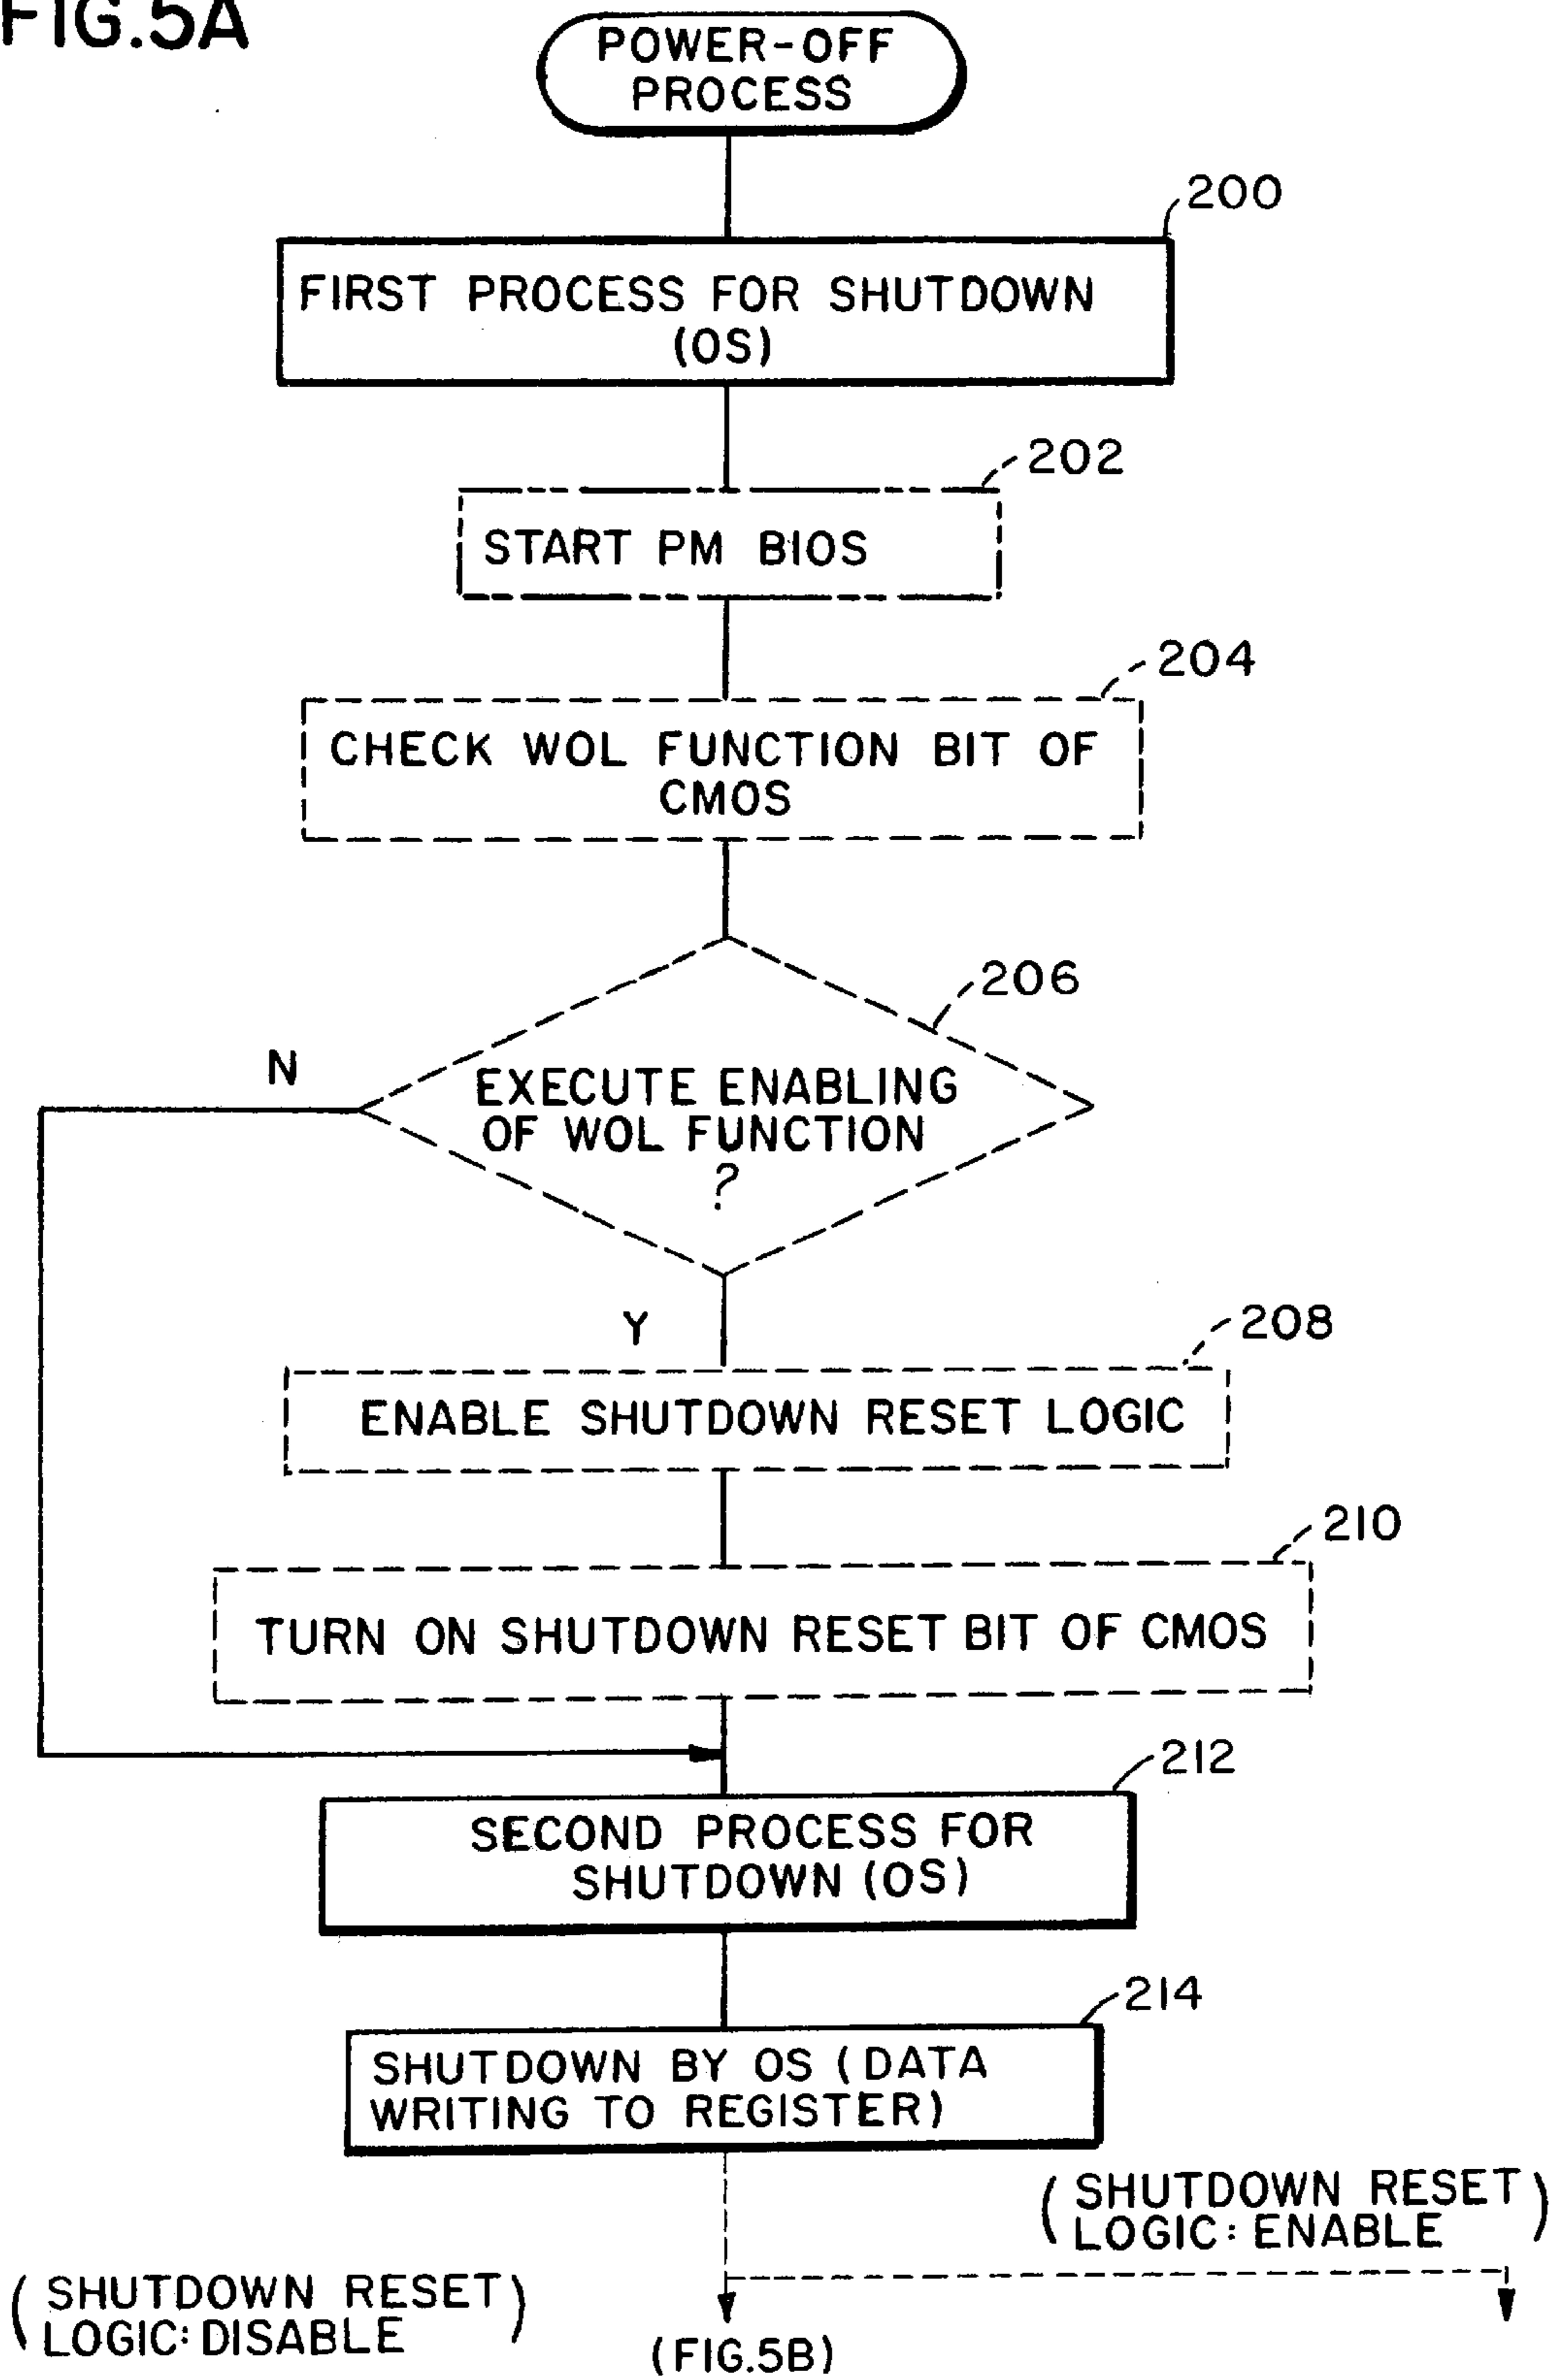 FIG.5A
POWER-OFF
PROCESS
200
FIRST PROCESS FOR SHUTDOWN
(OS)
202
START PM BIOS
204
CHECK WOL FUNCTION BIT OF
CMOS
206
N
EXECUTE ENABLING
OF WOL FUNCTION
?
Y
208
ENABLE SHUTDOWN RESET LOGIC
210
TURN ON SHUTDOWN RESET BIT OF CMOS
212
SECOND PROCESS FOR
SHUTDOWN (OS)
214
SHUTDOWN BY OS (DATA
WRITING TO REGISTER)
(SHUTDOWN RESET
LOGIC: ENABLE)
(SHUTDOWN RESET
LOGIC: DISABLE)
(FIG.5B)